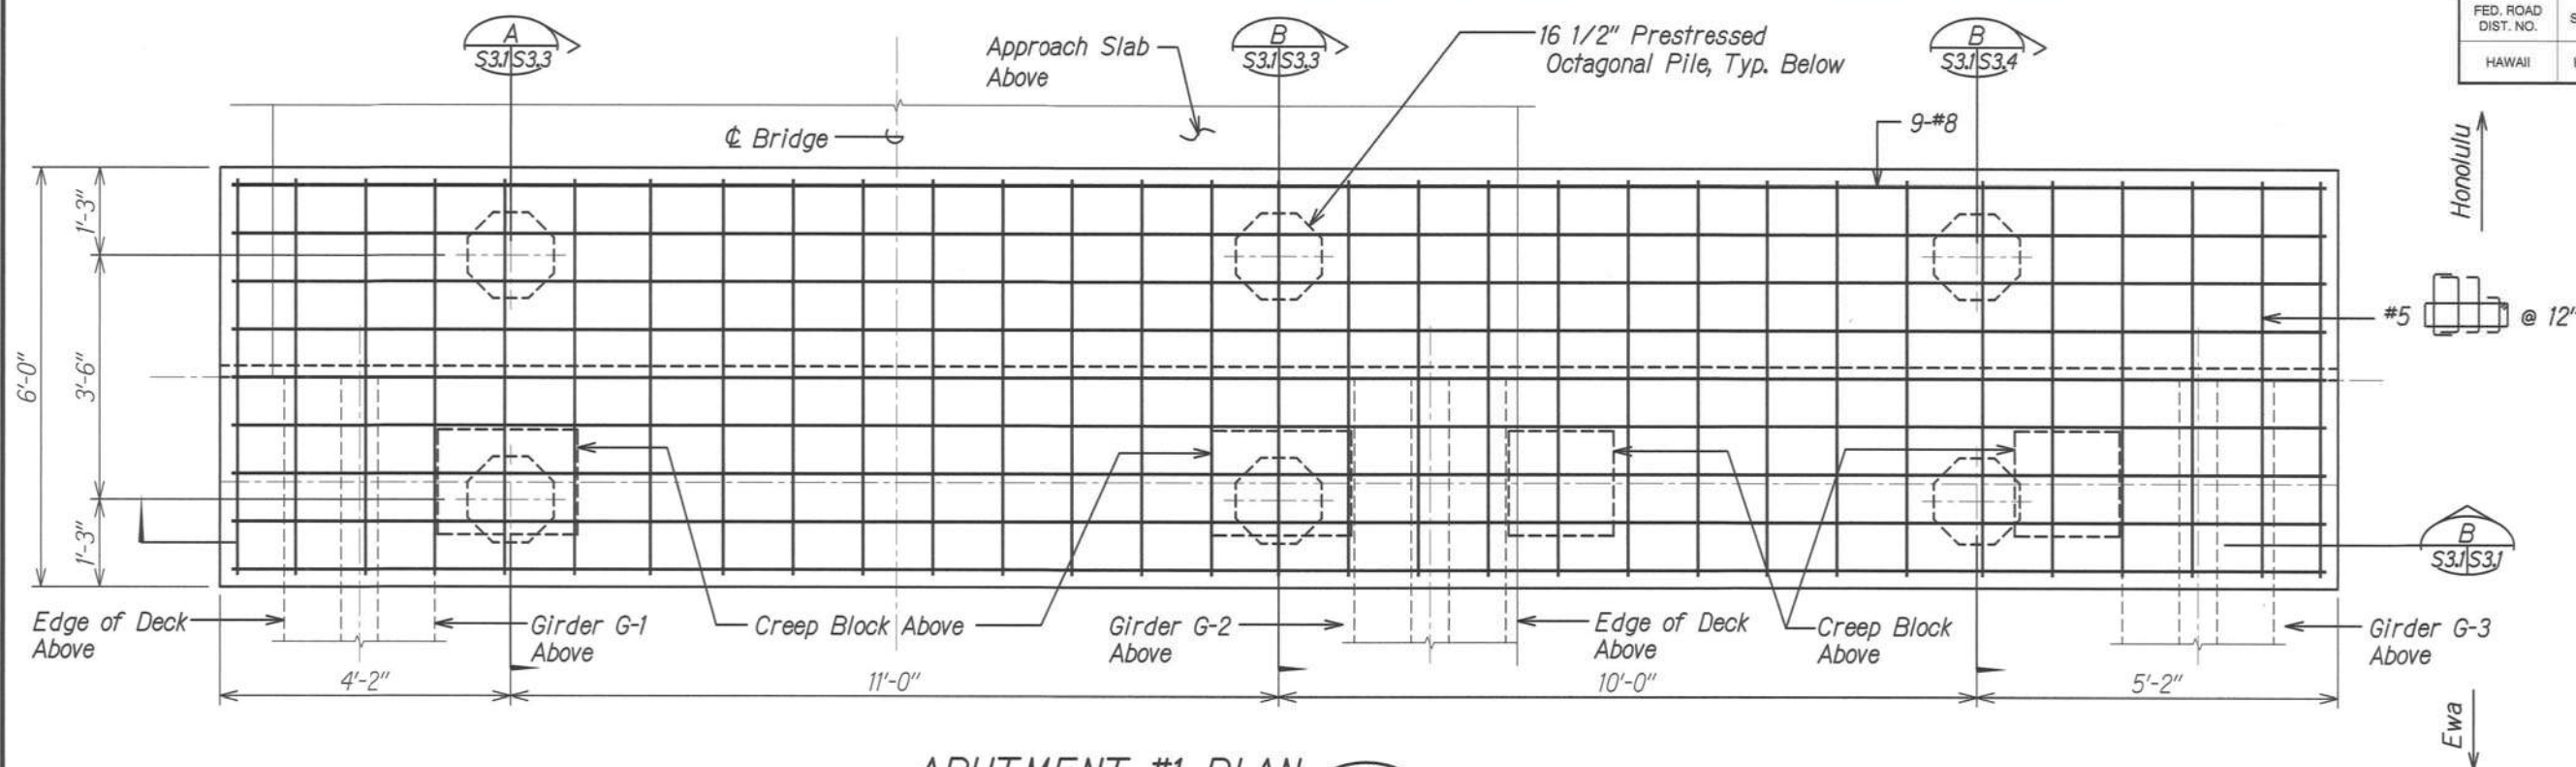 A
S3.1 S3.3
Approach Slab
Above
B
S3.1 S3.3
16 1/2" Prestressed
Octagonal Pile, Typ. Below
B
S3.1 S3.4
FED. ROAD
DIST. NO.
HAWAII
℄ Bridge
9-#8
Honolulu
1'-3"
6'-0"
3'-6"
1'-3"
#5
@ 12"
B
S3.1 S3.1
Edge of Deck
Above
Girder G-1
Above
Creep Block Above
Girder G-2
Above
Edge of Deck
Above
Creep Block
Above
Girder G-3
Above
4'-2"
11'-0"
10'-0"
5'-2"
Ewa
ABUTMENT #1 PLAN